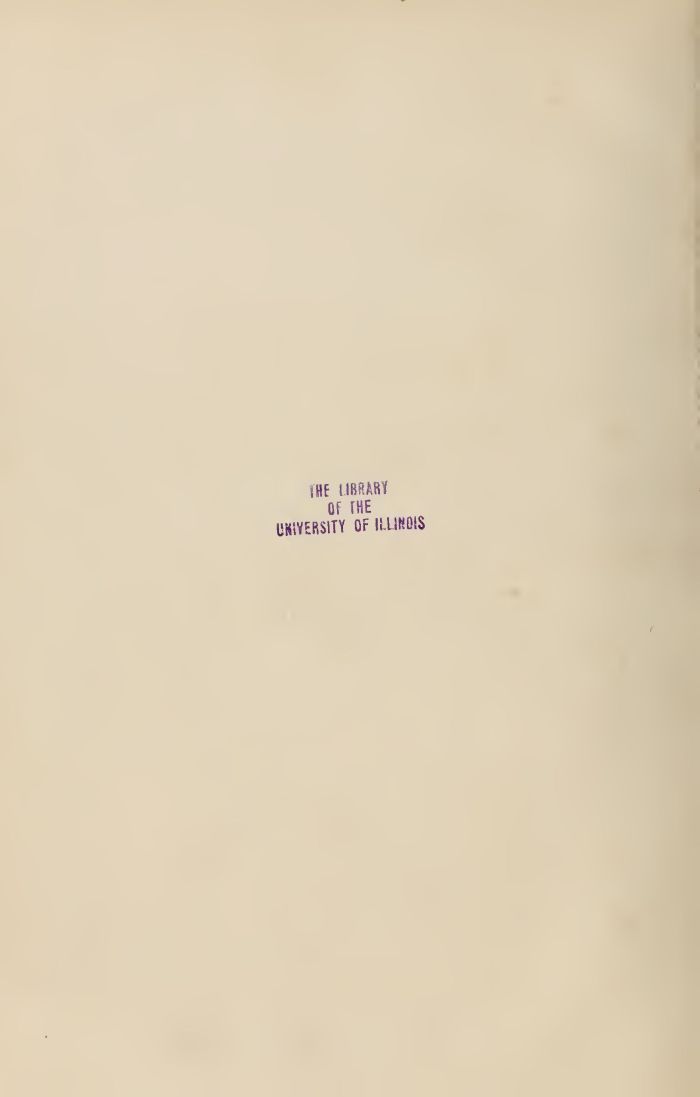 THE LIBRARY
OF THE
UNIVERSITY OF ILLINOIS